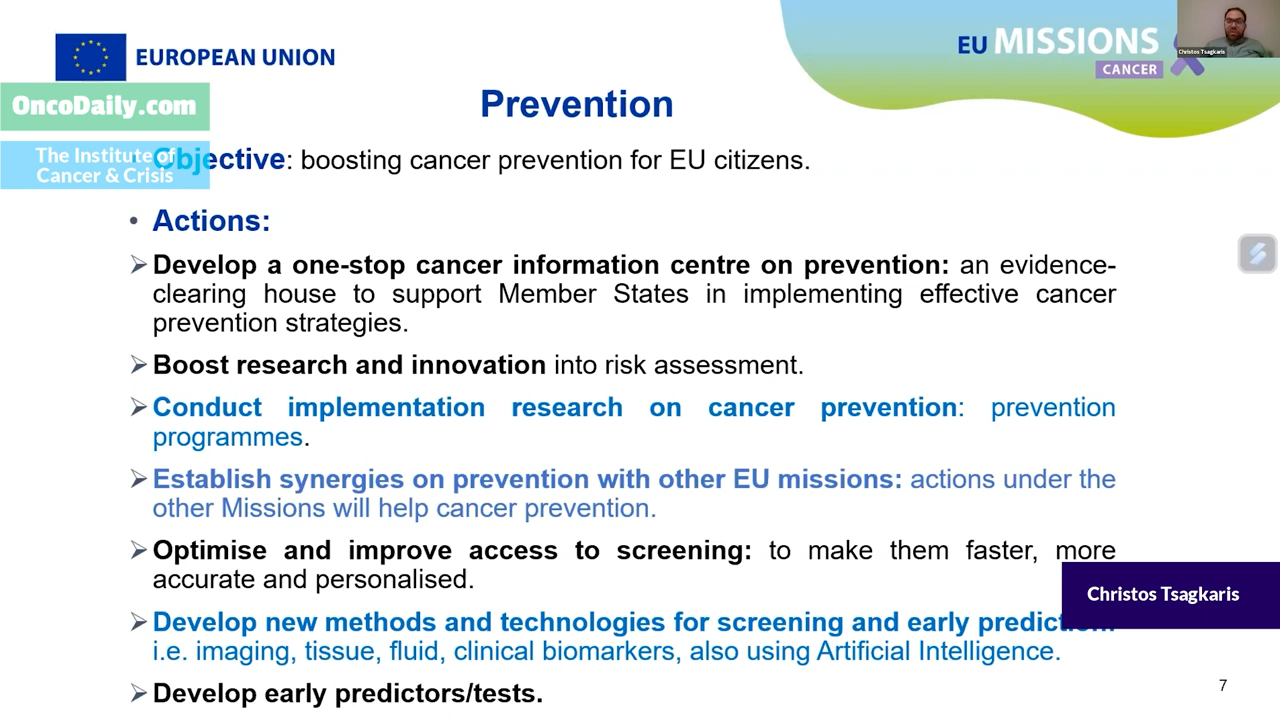 EUROPEAN UNION
EU MISSIONS
CANCER
Christos Tsagkaris
OncoDaily.com
Prevention
The Institute of
Cancer & Crisis
Objective: boosting cancer prevention for EU citizens.
• Actions:
➢ Develop a one-stop cancer information centre on prevention: an evidence-
clearing house to support Member States in implementing effective cancer
prevention strategies.
➢ Boost research and innovation into risk assessment.
➢ Conduct implementation research on cancer prevention: prevention
programmes.
➢ Establish synergies on prevention with other EU missions: actions under the
other Missions will help cancer prevention.
➢ Optimise and improve access to screening: to make them faster, more
accurate and personalised.
Christos Tsagkaris
➢ Develop new methods and technologies for screening and early prediction:
i.e. imaging, tissue, fluid, clinical biomarkers, also using Artificial Intelligence.
➢ Develop early predictors/tests.
7